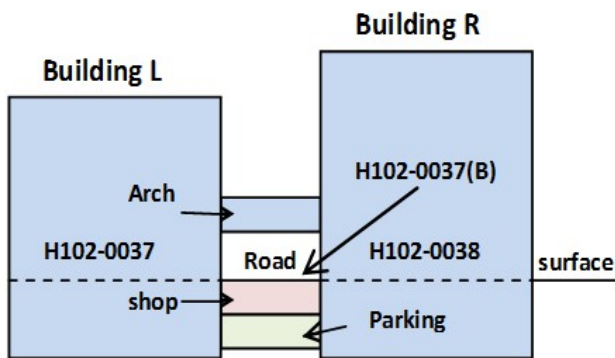 Building R
Building L
H102-0037(B)
Arch
H102-0037
Road
H102-0038
surface
shop
Parking